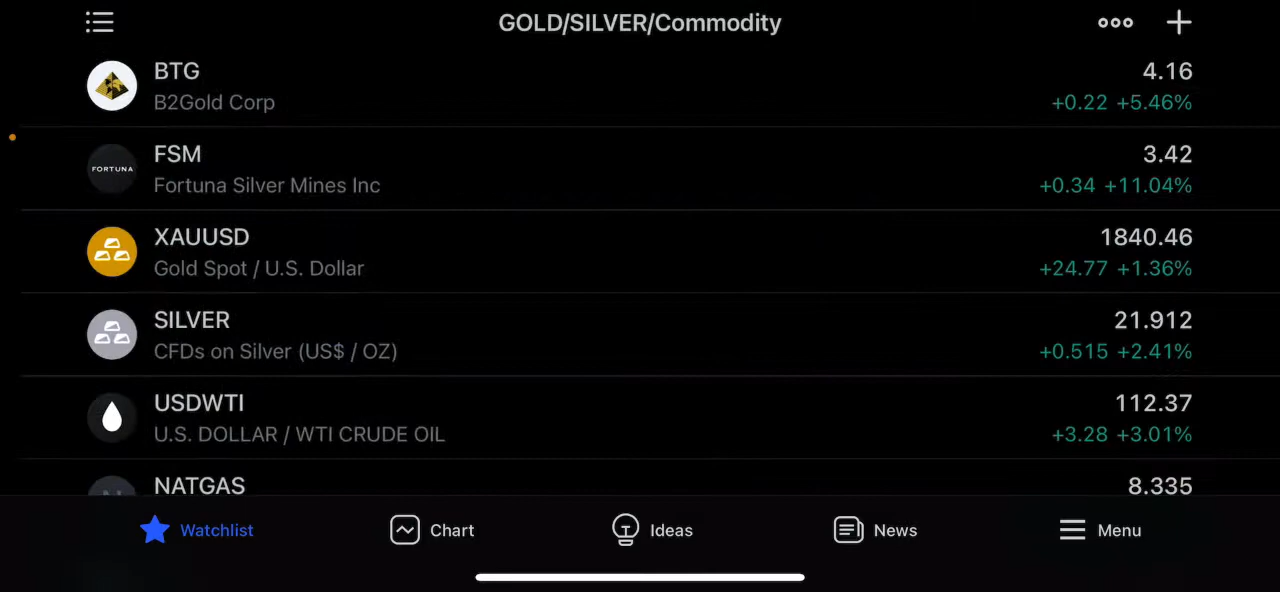 GOLD/SILVER/Commodity
BTG
4.16
B2Gold Corp
+0.22 +5.46%
FORTUNA
FSM
3.42
Fortuna Silver Mines Inc
+0.34 +11.04%
XAUUSD
1840.46
Gold Spot / U.S. Dollar
+24.77 +1.36%
SILVER
21.912
CFDs on Silver (US$ / OZ)
+0.515 +2.41%
USDWTI
112.37
U.S. DOLLAR / WTI CRUDE OIL
+3.28 +3.01%
NATGAS
8.335
Watchlist
Chart
Ideas
News
Menu